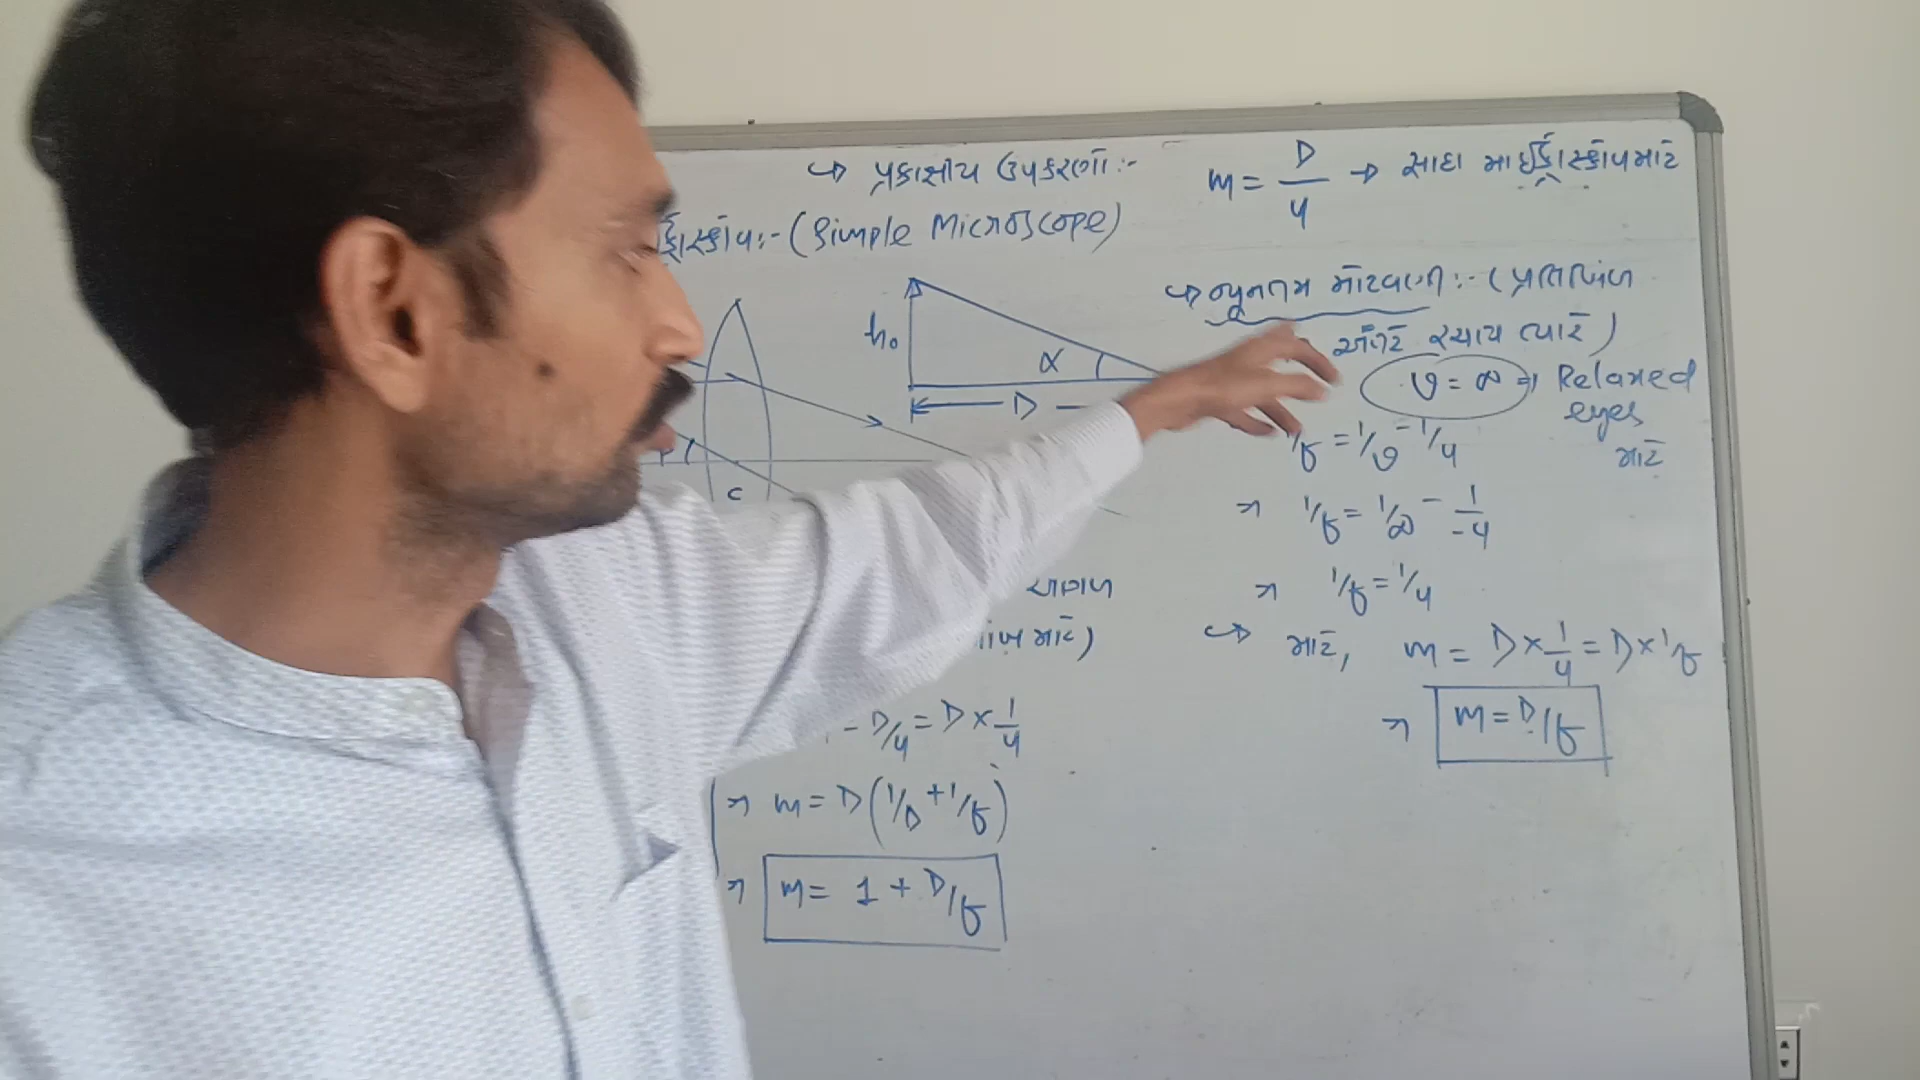 ↪ પ્રકાશીય ઉપકરણો :-
(Simple Microscope)
h₀
α
D
C
આગળ
માટે)
= D/u = D × 1/u
⇒ m = D(1/D + 1/f)
⇒ m = 1 + D/f
m = D/u → સાદા માઈક્રોસ્કોપ માટે
↪ ન્યૂનતમ મોટવણી :- (પ્રતિબિંબ
અનંતે રચાય ત્યારે)
v = ∞ ⇒ Relaxed
eyes
માટે
1/f = 1/v - 1/u
⇒ 1/f = 1/∞ - 1/-u
⇒ 1/f = 1/u
↪ માટે, m = D × 1/u = D × 1/f
⇒ m = D/f